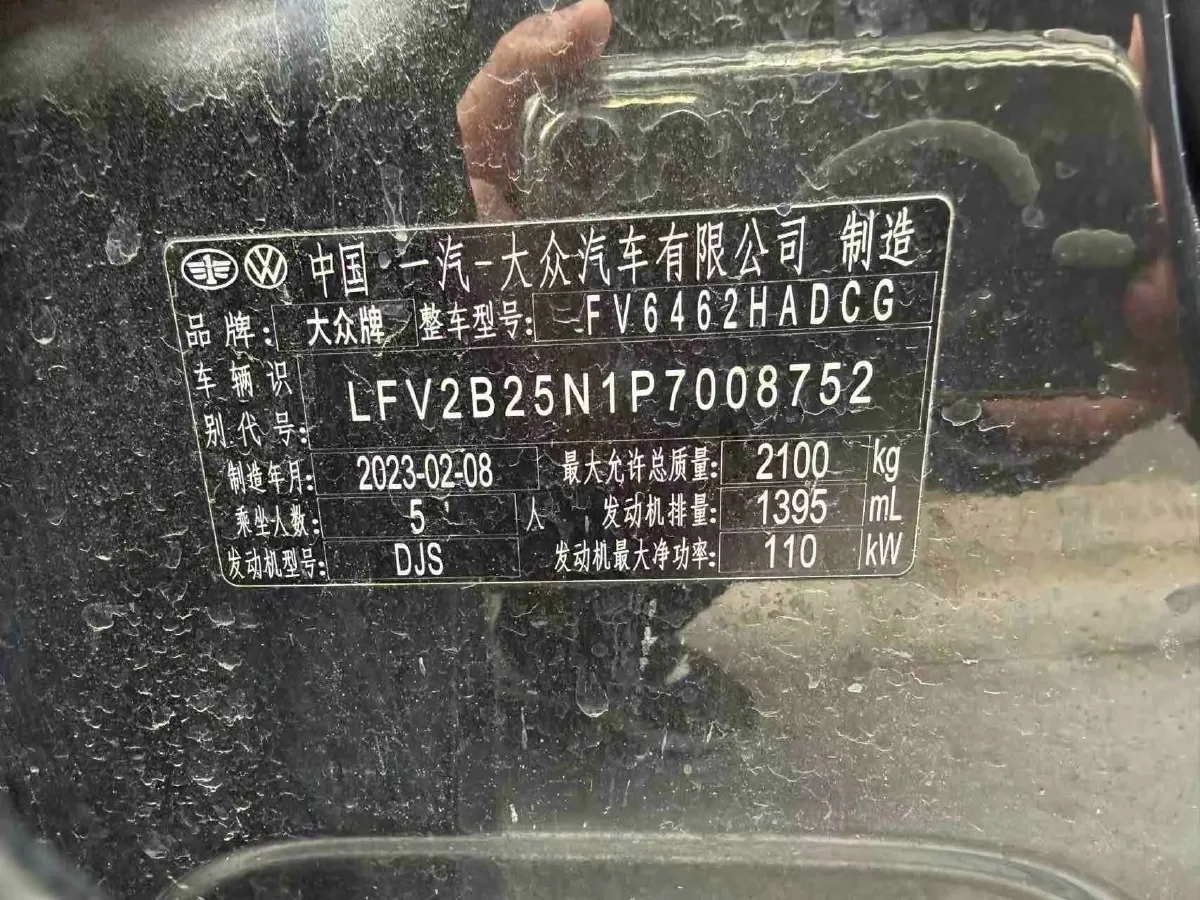 中国·一汽-大众汽车有限公司 制造
品牌: 大众牌 整车型号: FV6462HADCG
车辆识
别代号: LFV2B25N1P7008752
制造年月: 2023-02-08 最大允许总质量: 2100 kg
乘坐人数: 5 人 发动机排量: 1395 mL
发动机型号: DJS 发动机最大净功率: 110 kW